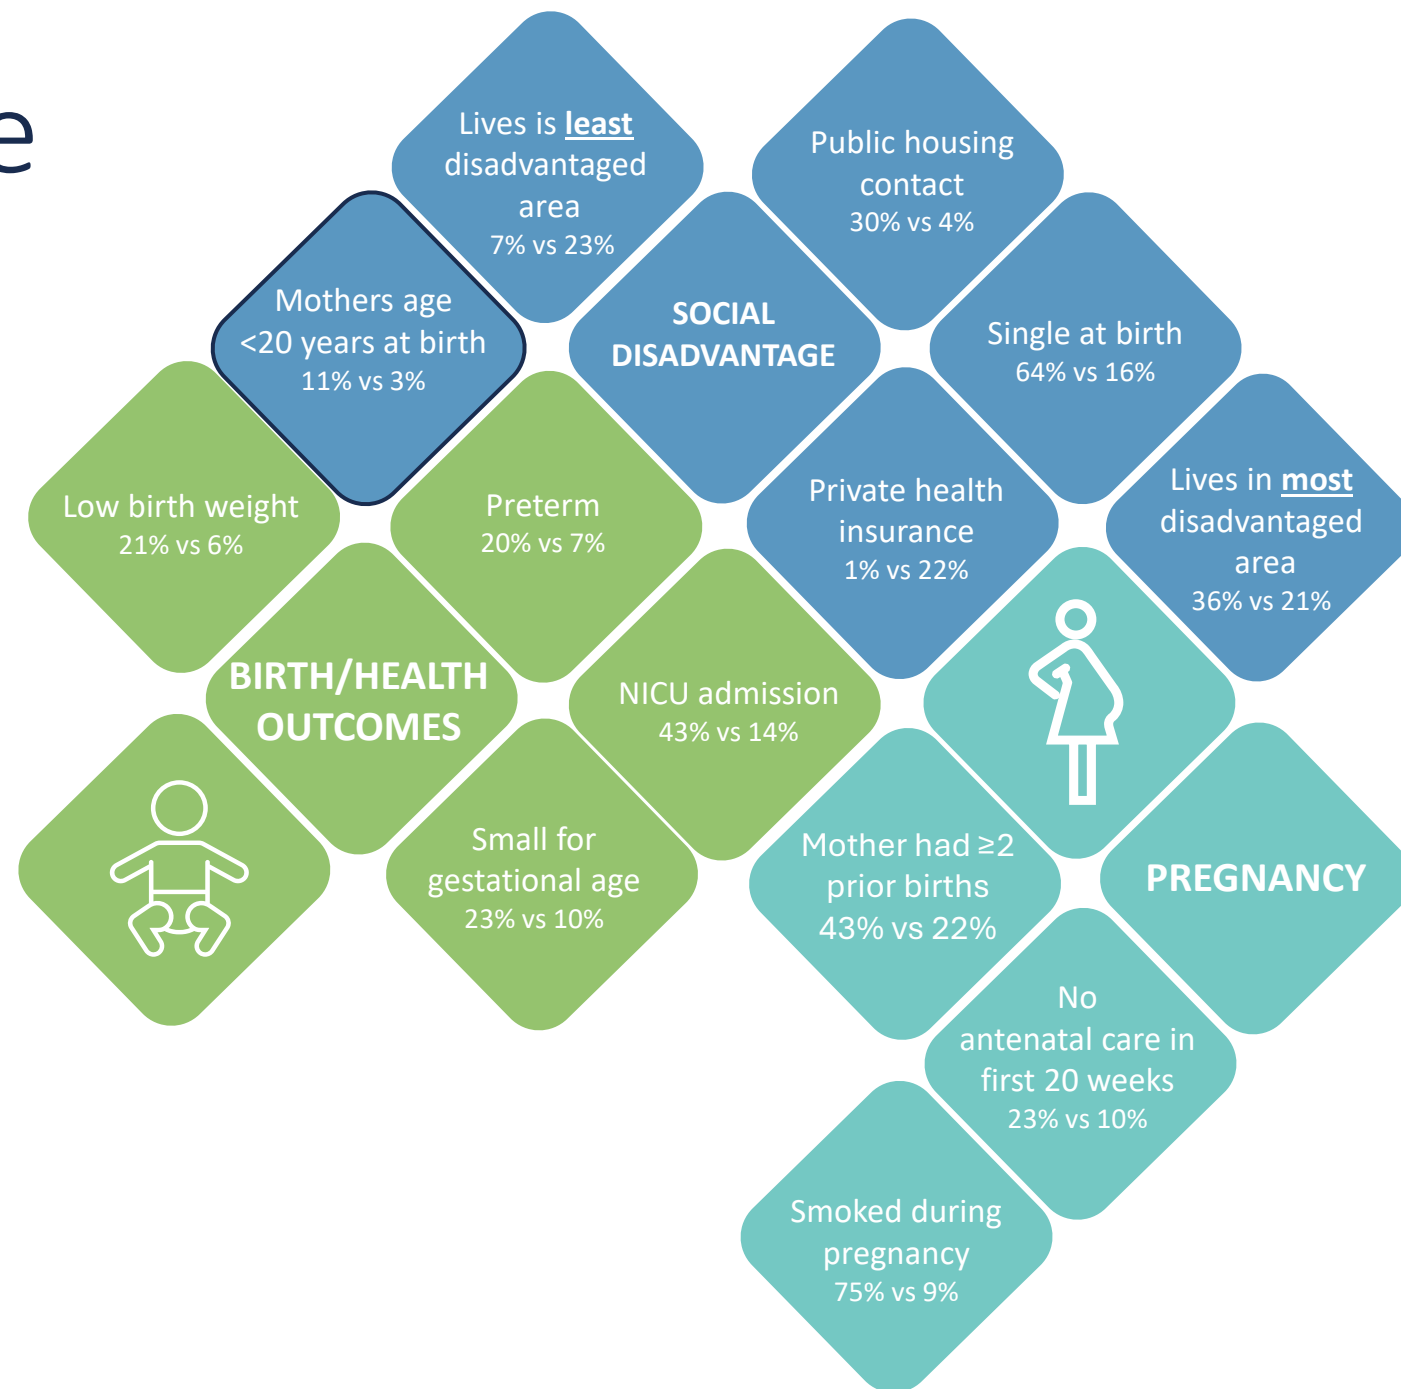 e
Lives is least
disadvantaged
area
7% vs 23%
Public housing
contact
30% vs 4%
Mothers age
<20 years at birth
11% vs 3%
SOCIAL
DISADVANTAGE
Single at birth
64% vs 16%
Private health
insurance
1% vs 22%
Lives in most
disadvantaged
area
36% vs 21%
Low birth weight
21% vs 6%
Preterm
20% vs 7%
BIRTH/HEALTH
OUTCOMES
NICU admission
43% vs 14%
Small for
gestational age
23% vs 10%
Mother had ≥2
prior births
43% vs 22%
PREGNANCY
No
antenatal care in
first 20 weeks
23% vs 10%
Smoked during
pregnancy
75% vs 9%